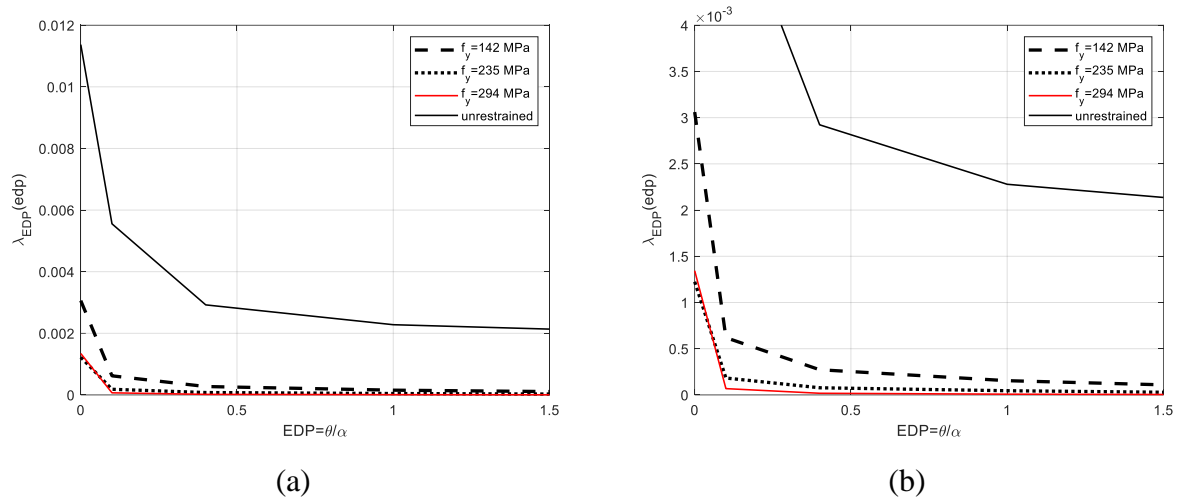 0.012
0.01
0.008
0.006
0.004
0.002
0
λEDP(edp)
0 0.5 1 1.5
EDP=θ/α
fy=142 MPa
fy=235 MPa
fy=294 MPa
unrestrained
(a)
×10-3
4
3.5
3
2.5
2
1.5
1
0.5
0
λEDP(edp)
0 0.5 1 1.5
EDP=θ/α
fy=142 MPa
fy=235 MPa
fy=294 MPa
unrestrained
(b)